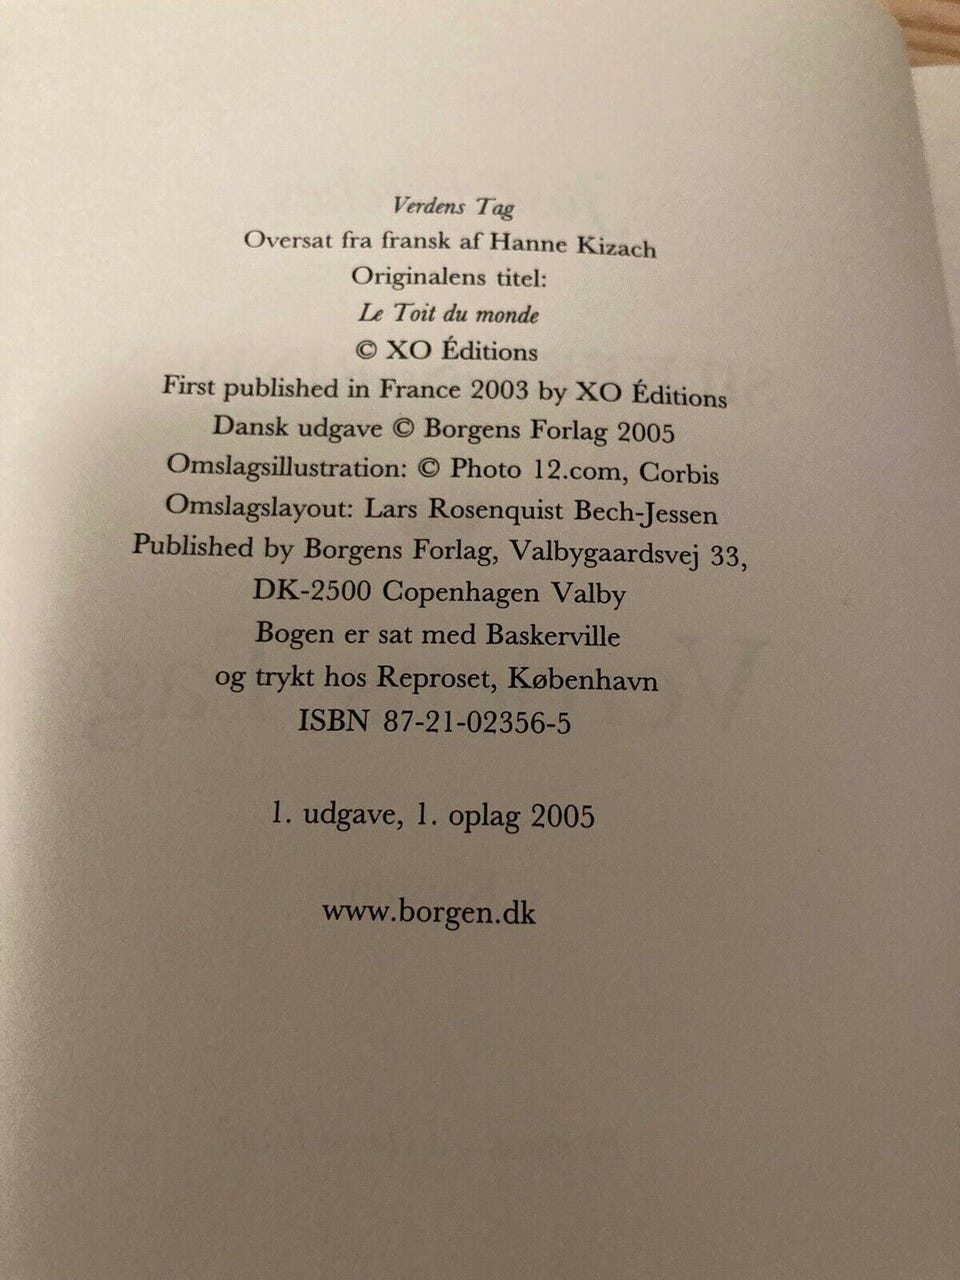 Verdens Tag
Oversat fra fransk af Hanne Kizach
Originalens titel:
Le Toit du monde
© XO Éditions
First published in France 2003 by XO Éditions
Dansk udgave © Borgens Forlag 2005
Omslagsillustration: © Photo 12.com, Corbis
Omslagslayout: Lars Rosenquist Bech-Jessen
Published by Borgens Forlag, Valbygaardsvej 33,
DK-2500 Copenhagen Valby
Bogen er sat med Baskerville
og trykt hos Reproset, København
ISBN 87-21-02356-5
1. udgave, 1. oplag 2005
www.borgen.dk